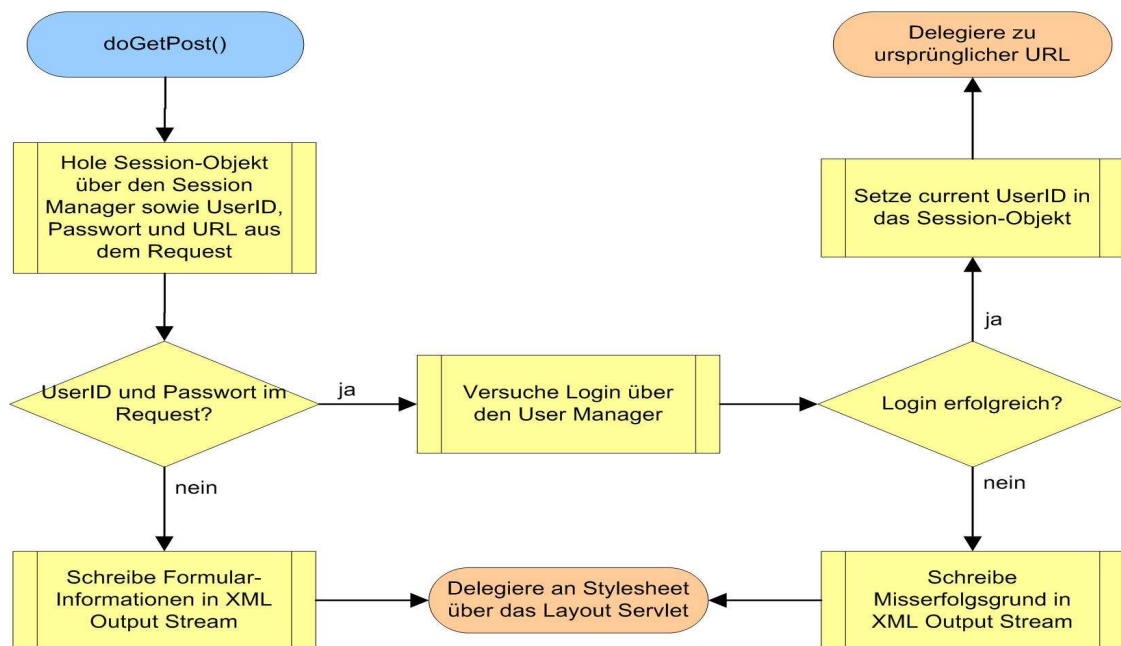 doGetPost()
Delegiere zu
ursprünglicher URL
Hole Session-Objekt
über den Session
Manager sowie UserID,
Passwort und URL aus
dem Request
Setze current UserID in
das Session-Objekt
ja
UserID und Passwort im
Request?
ja
Versuche Login über
den User Manager
Login erfolgreich?
nein
nein
Schreibe Formular-
Informationen in XML
Output Stream
Delegiere an Stylesheet
über das Layout Servlet
Schreibe
Misserfolgsgrund in
XML Output Stream